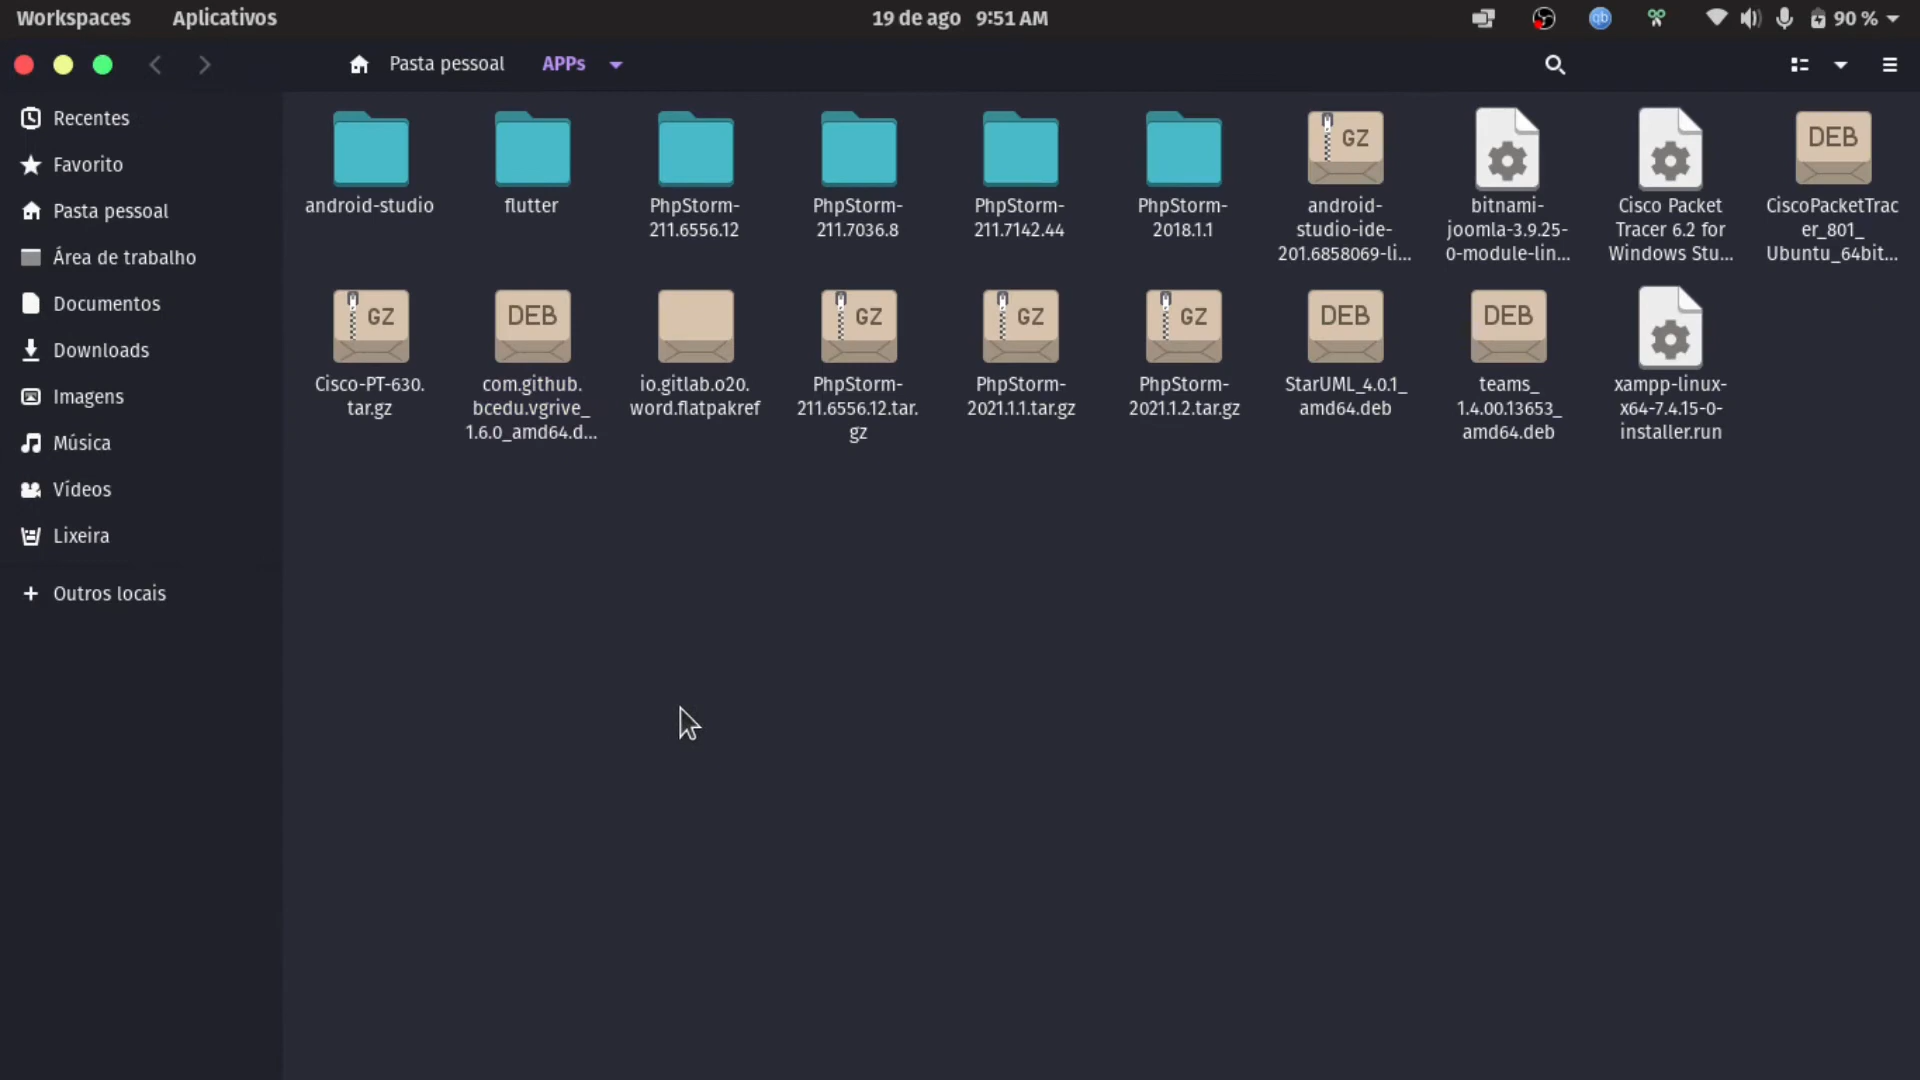 Workspaces Aplicativos 19 de ago 9:51 AM qb 90 %
Pasta pessoal APPs
Recentes
Favorito
Pasta pessoal
Área de trabalho
Documentos
Downloads
Imagens
Música
Vídeos
Lixeira
Outros locais
android-studio
flutter
PhpStorm-
211.6556.12
PhpStorm-
211.7036.8
PhpStorm-
211.7142.44
PhpStorm-
2018.1.1
GZ
android-
studio-ide-
201.6858069-li...
bitnami-
joomla-3.9.25-
0-module-lin...
Cisco Packet
Tracer 6.2 for
Windows Stu...
DEB
CiscoPacketTrac
er_801_
Ubuntu_64bit...
GZ
Cisco-PT-630.
tar.gz
DEB
com.github.
bcedu.vgrive_
1.6.0_amd64.d...
io.gitlab.o20.
word.flatpakref
GZ
PhpStorm-
211.6556.12.tar.
gz
GZ
PhpStorm-
2021.1.1.tar.gz
GZ
PhpStorm-
2021.1.2.tar.gz
DEB
StarUML_4.0.1_
amd64.deb
DEB
teams_
1.4.00.13653_
amd64.deb
xampp-linux-
x64-7.4.15-0-
installer.run